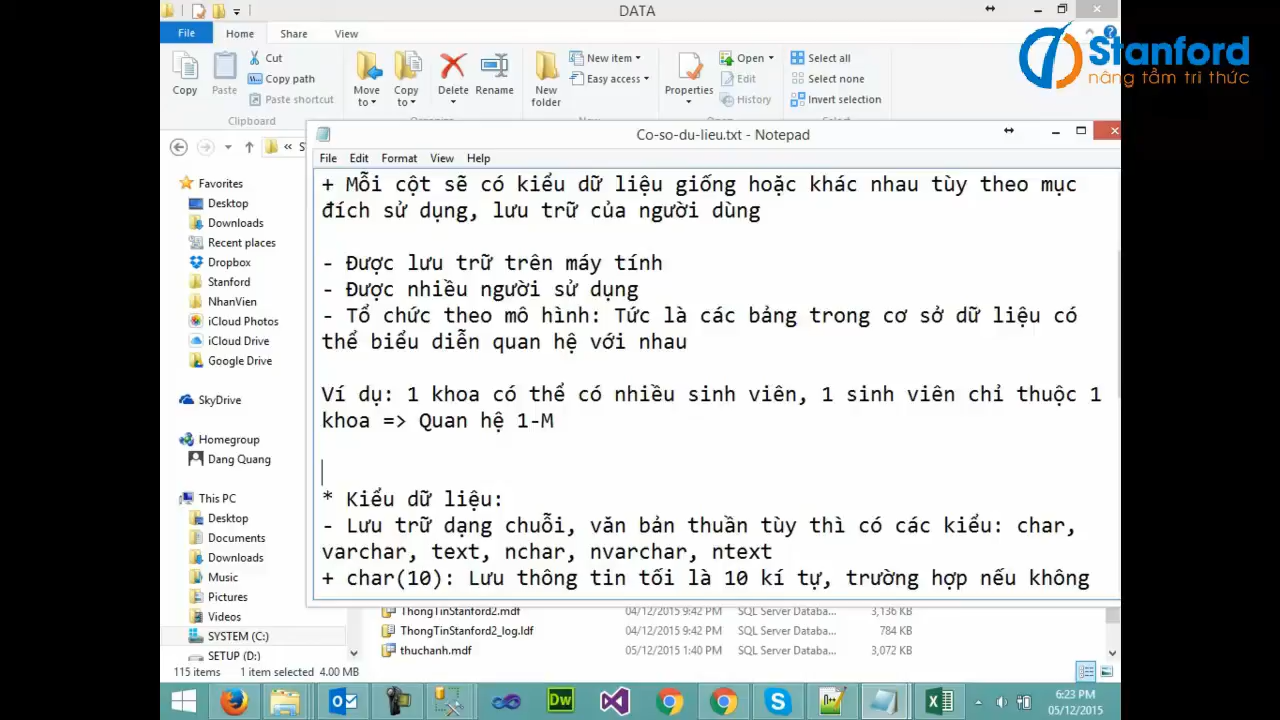 DATA
File Home Share View
Stanford
nâng tầm tri thức
Copy Paste Cut Copy path Paste shortcut
Move to Copy to Delete Rename
New folder New item Easy access
Properties Open Edit History
Select all Select none Invert selection
Clipboard
« S
Co-so-du-lieu.txt - Notepad
File Edit Format View Help
+ Mỗi cột sẽ có kiểu dữ liệu giống hoặc khác nhau tùy theo mục
đích sử dụng, lưu trữ của người dùng
- Được lưu trữ trên máy tính
- Được nhiều người sử dụng
- Tổ chức theo mô hình: Tức là các bảng trong cơ sở dữ liệu có
thể biểu diễn quan hệ với nhau
Ví dụ: 1 khoa có thể có nhiều sinh viên, 1 sinh viên chỉ thuộc 1
khoa => Quan hệ 1-M
* Kiểu dữ liệu:
- Lưu trữ dạng chuỗi, văn bản thuần tùy thì có các kiểu: char,
varchar, text, nchar, nvarchar, ntext
+ char(10): Lưu thông tin tối là 10 kí tự, trường hợp nếu không
Favorites
Desktop
Downloads
Recent places
Dropbox
Stanford
NhanVien
iCloud Photos
iCloud Drive
Google Drive
SkyDrive
Homegroup
Dang Quang
This PC
Desktop
Documents
Downloads
Music
Pictures
Videos
SYSTEM (C:)
SETUP (D:)
ThongTinStanford2.mdf 04/12/2015 9:42 PM SQL Server Databa... 3,136 KB
ThongTinStanford2_log.ldf 04/12/2015 9:42 PM SQL Server Databa... 784 KB
thuchanh.mdf 05/12/2015 1:40 PM SQL Server Databa... 3,072 KB
115 items 1 item selected 4.00 MB
Dw
6:23 PM
05/12/2015